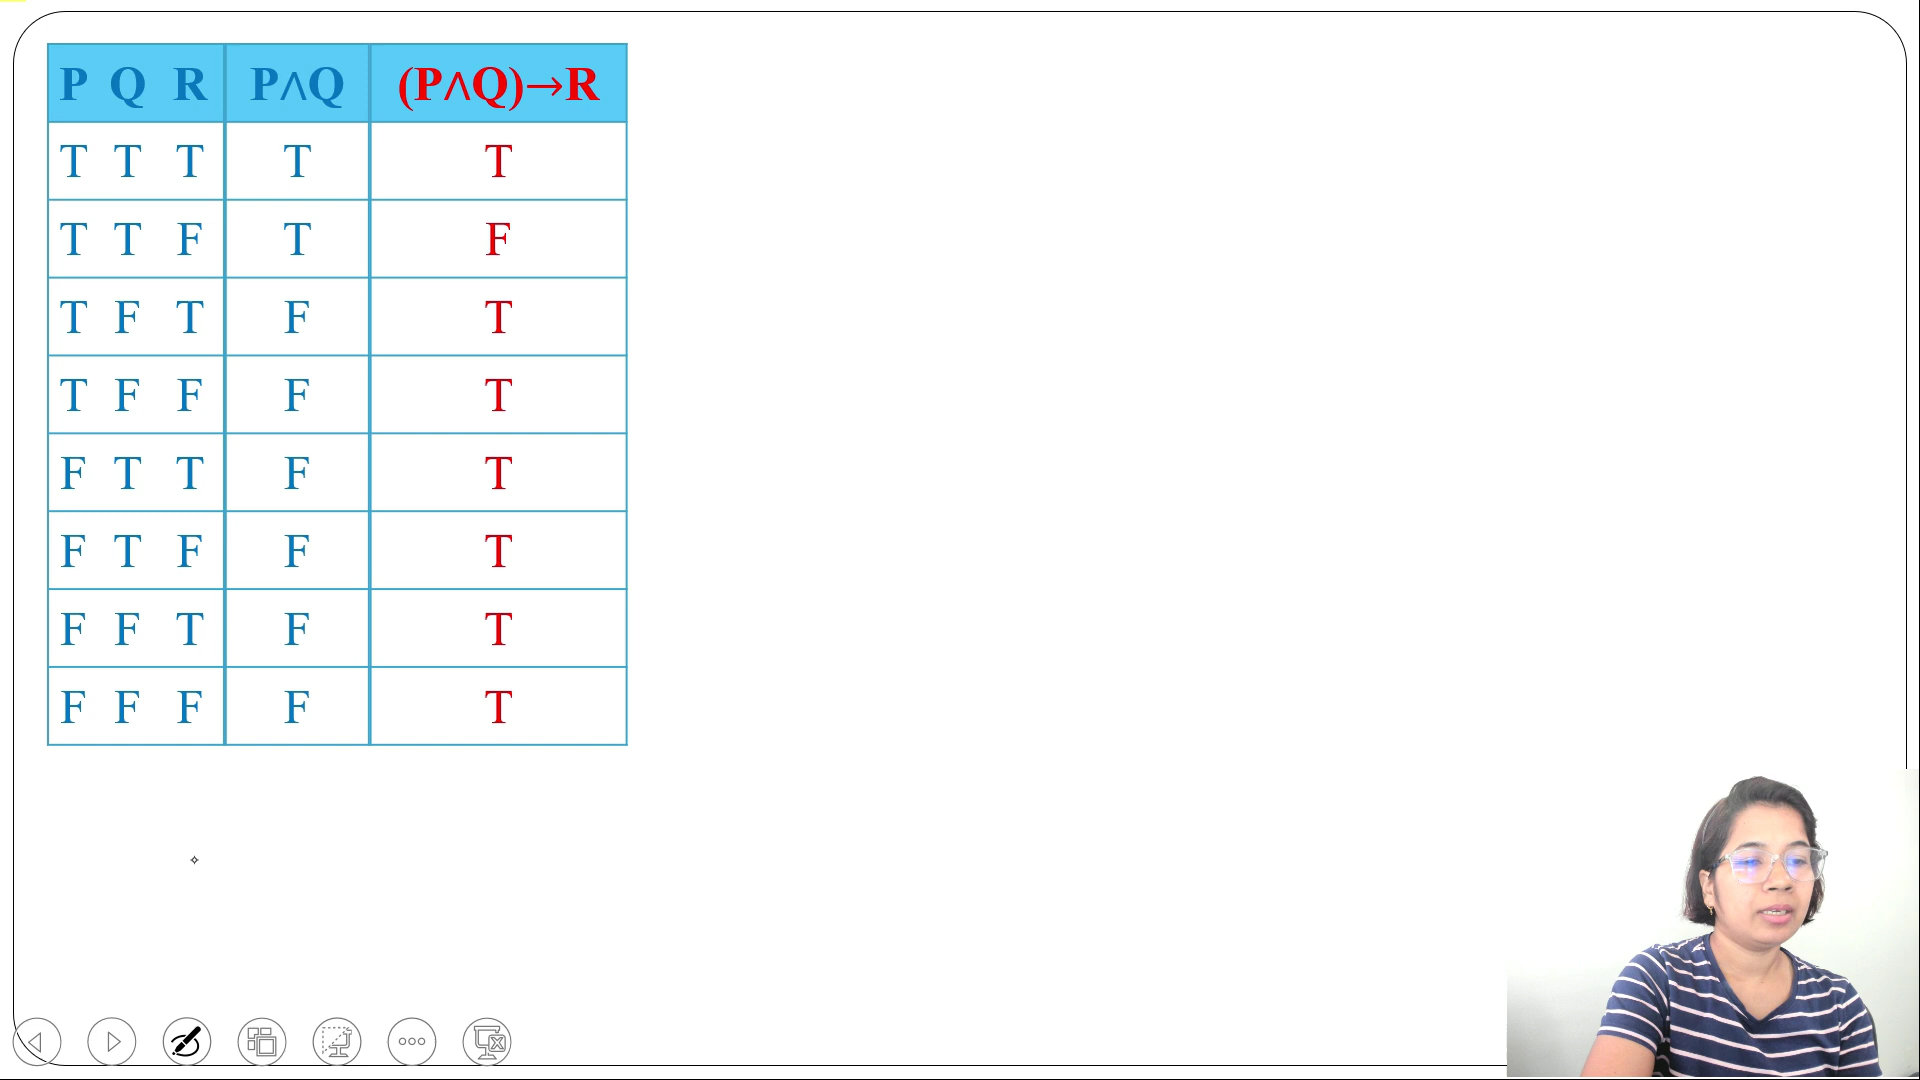 P Q R P∧Q (P∧Q)→R
T T T T T
T T F T F
T F T F T
T F F F T
F T T F T
F T F F T
F F T F T
F F F F T